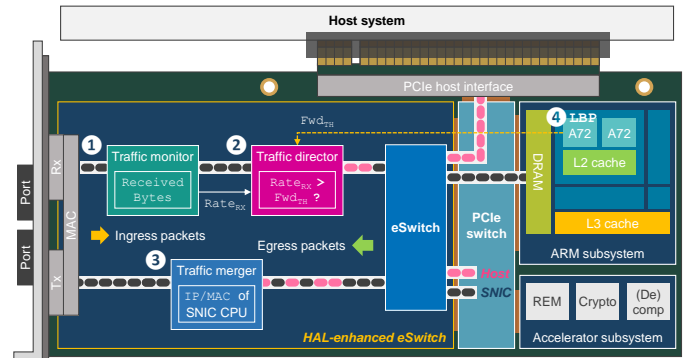 Host system
PCIe host interface
Fwd_TH
4
LBP
A72
A72
L2 cache
L3 cache
DRAM
ARM subsystem
1
Traffic monitor
Received
Bytes
Rate_RX
2
Traffic director
Rate_RX >
Fwd_TH ?
eSwitch
PCIe
switch
Port
Port
Rx
Tx
MAC
Ingress packets
Egress packets
3
Traffic merger
IP/MAC of
SNIC CPU
Host
SNIC
HAL-enhanced eSwitch
REM
Crypto
(De)
comp
Accelerator subsystem